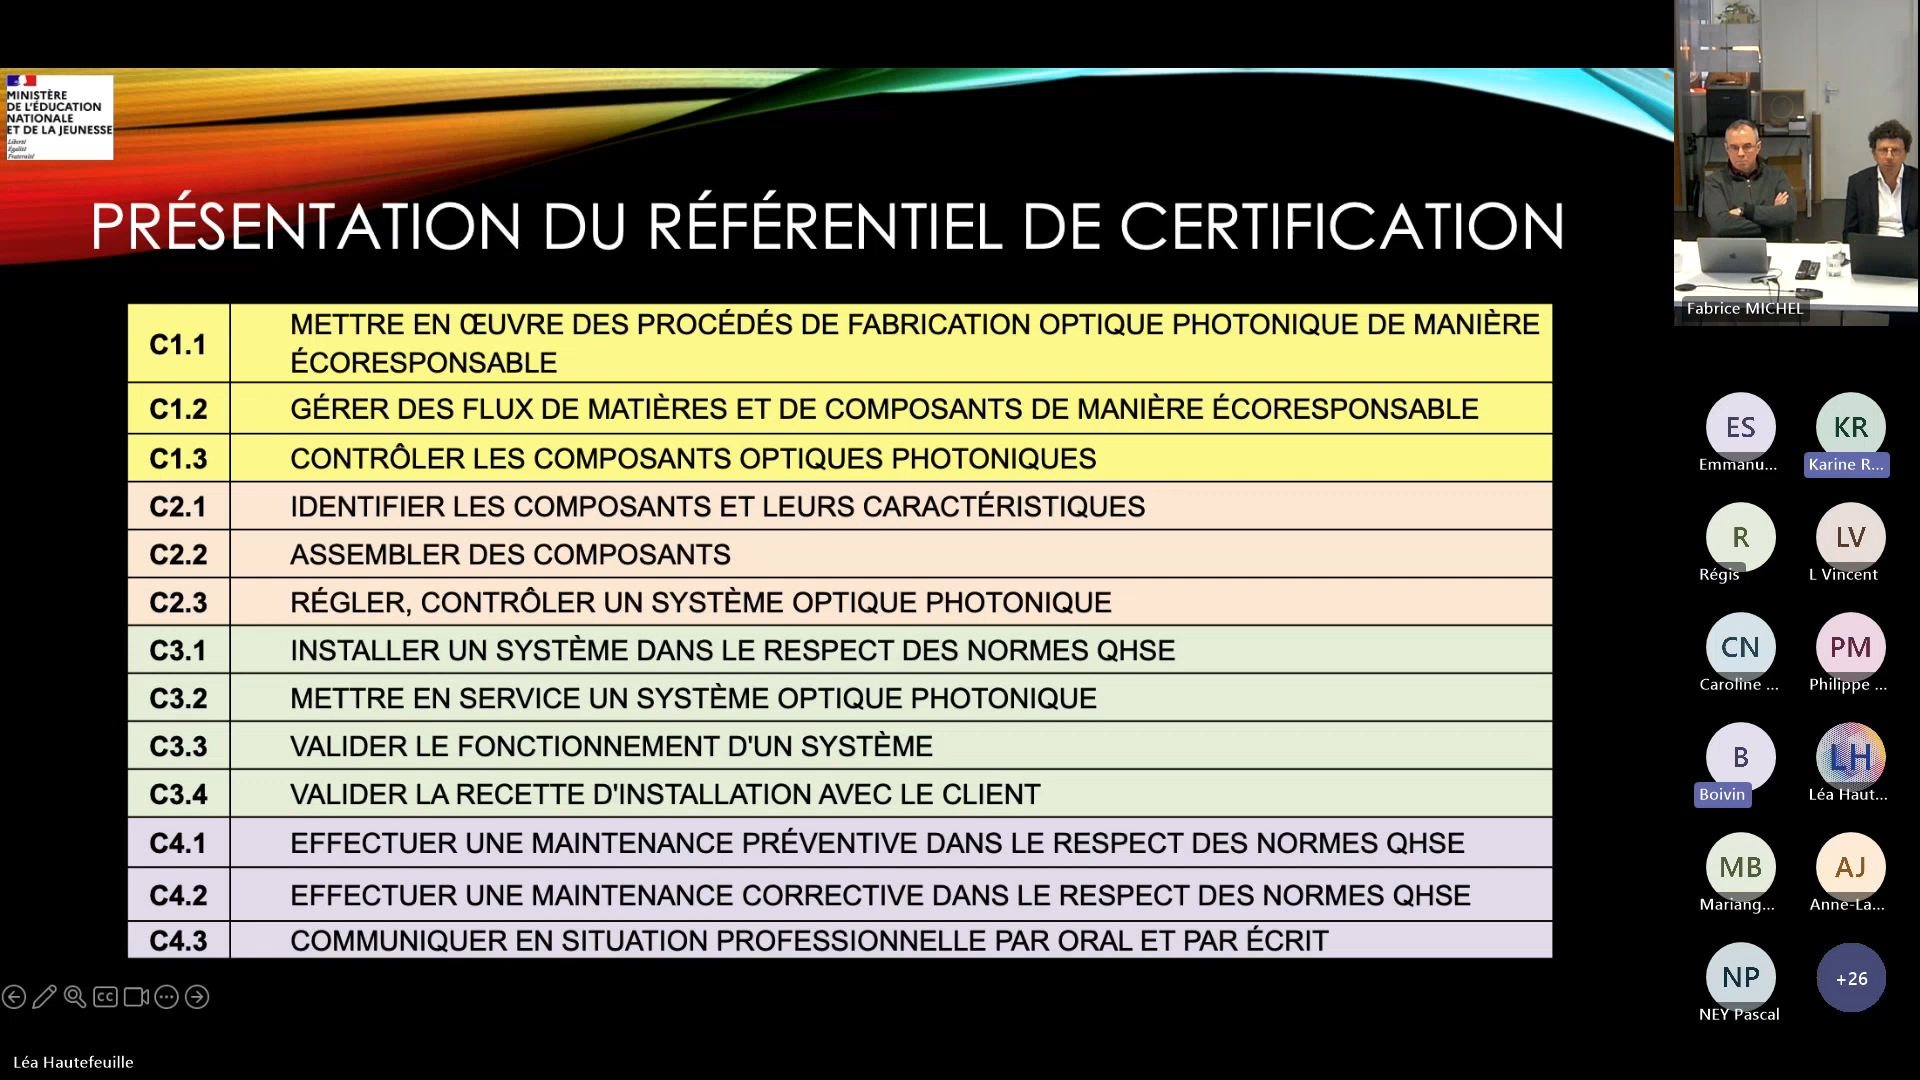 MINISTÈRE
DE L'ÉDUCATION
NATIONALE
ET DE LA JEUNESSE
Liberté
Égalité
Fraternité
PRÉSENTATION DU RÉFÉRENTIEL DE CERTIFICATION
C1.1 METTRE EN ŒUVRE DES PROCÉDÉS DE FABRICATION OPTIQUE PHOTONIQUE DE MANIÈRE
ÉCORESPONSABLE
C1.2 GÉRER DES FLUX DE MATIÈRES ET DE COMPOSANTS DE MANIÈRE ÉCORESPONSABLE
C1.3 CONTRÔLER LES COMPOSANTS OPTIQUES PHOTONIQUES
C2.1 IDENTIFIER LES COMPOSANTS ET LEURS CARACTÉRISTIQUES
C2.2 ASSEMBLER DES COMPOSANTS
C2.3 RÉGLER, CONTRÔLER UN SYSTÈME OPTIQUE PHOTONIQUE
C3.1 INSTALLER UN SYSTÈME DANS LE RESPECT DES NORMES QHSE
C3.2 METTRE EN SERVICE UN SYSTÈME OPTIQUE PHOTONIQUE
C3.3 VALIDER LE FONCTIONNEMENT D'UN SYSTÈME
C3.4 VALIDER LA RECETTE D'INSTALLATION AVEC LE CLIENT
C4.1 EFFECTUER UNE MAINTENANCE PRÉVENTIVE DANS LE RESPECT DES NORMES QHSE
C4.2 EFFECTUER UNE MAINTENANCE CORRECTIVE DANS LE RESPECT DES NORMES QHSE
C4.3 COMMUNIQUER EN SITUATION PROFESSIONNELLE PAR ORAL ET PAR ÉCRIT
CC
Léa Hautefeuille
Fabrice MICHEL
ES KR
Emmanu... Karine R...
R LV
Régis L Vincent
CN PM
Caroline ... Philippe ...
B LH
Boivin Léa Haut...
MB AJ
Mariang... Anne-La...
NP +26
NEY Pascal